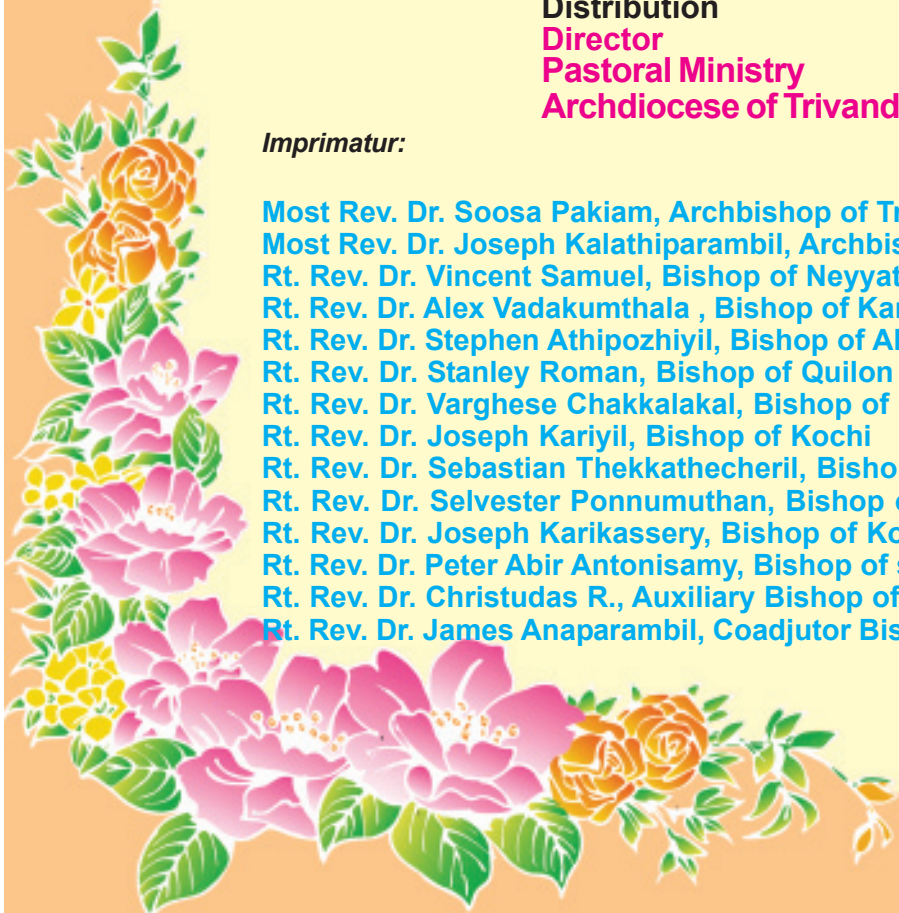 Distribution
Director
Pastoral Ministry
Archdiocese of Trivand
Imprimatur:
Most Rev. Dr. Soosa Pakiam, Archbishop of Tr
Most Rev. Dr. Joseph Kalathiparambil, Archbis
Rt. Rev. Dr. Vincent Samuel, Bishop of Neyyat
Rt. Rev. Dr. Alex Vadakumthala , Bishop of Kan
Rt. Rev. Dr. Stephen Athipozhiyil, Bishop of Al
Rt. Rev. Dr. Stanley Roman, Bishop of Quilon
Rt. Rev. Dr. Varghese Chakkalakal, Bishop of
Rt. Rev. Dr. Joseph Kariyil, Bishop of Kochi
Rt. Rev. Dr. Sebastian Thekkathecheril, Bisho
Rt. Rev. Dr. Selvester Ponnumuthan, Bishop o
Rt. Rev. Dr. Joseph Karikassery, Bishop of Ko
Rt. Rev. Dr. Peter Abir Antonisamy, Bishop of s
Rt. Rev. Dr. Christudas R., Auxiliary Bishop of
Rt. Rev. Dr. James Anaparambil, Coadjutor Bis